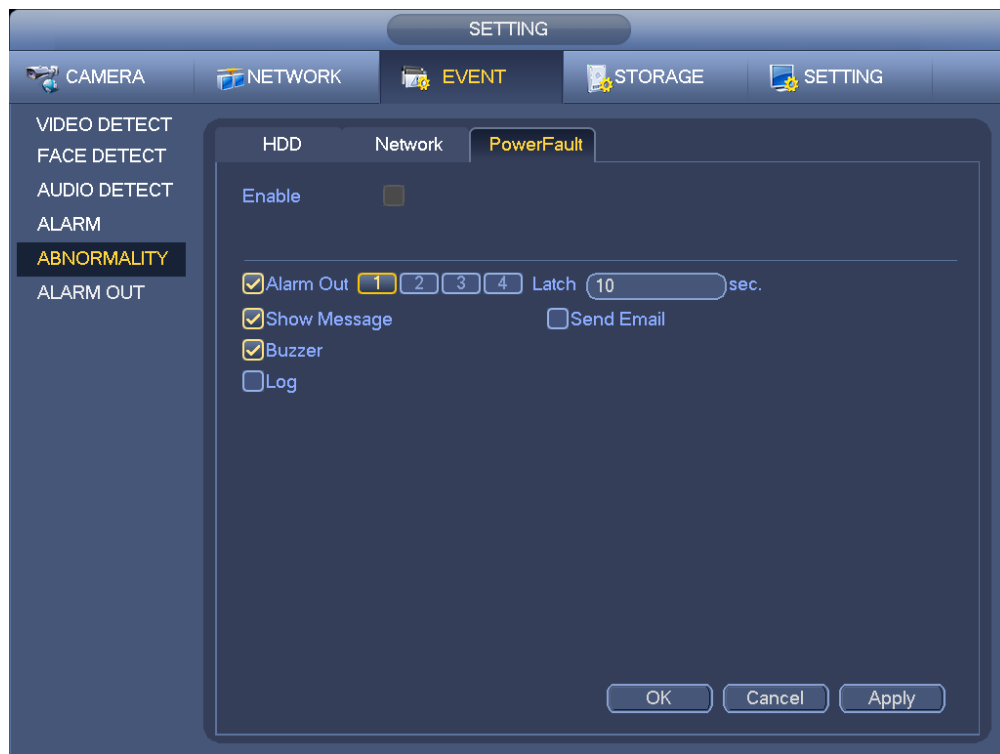 SETTING
CAMERA NETWORK EVENT STORAGE SETTING
VIDEO DETECT
FACE DETECT
AUDIO DETECT
ALARM
ABNORMALITY
ALARM OUT
HDD Network PowerFault
Enable
Alarm Out 1 2 3 4 Latch 10 sec.
Show Message Send Email
Buzzer
Log
OK Cancel Apply